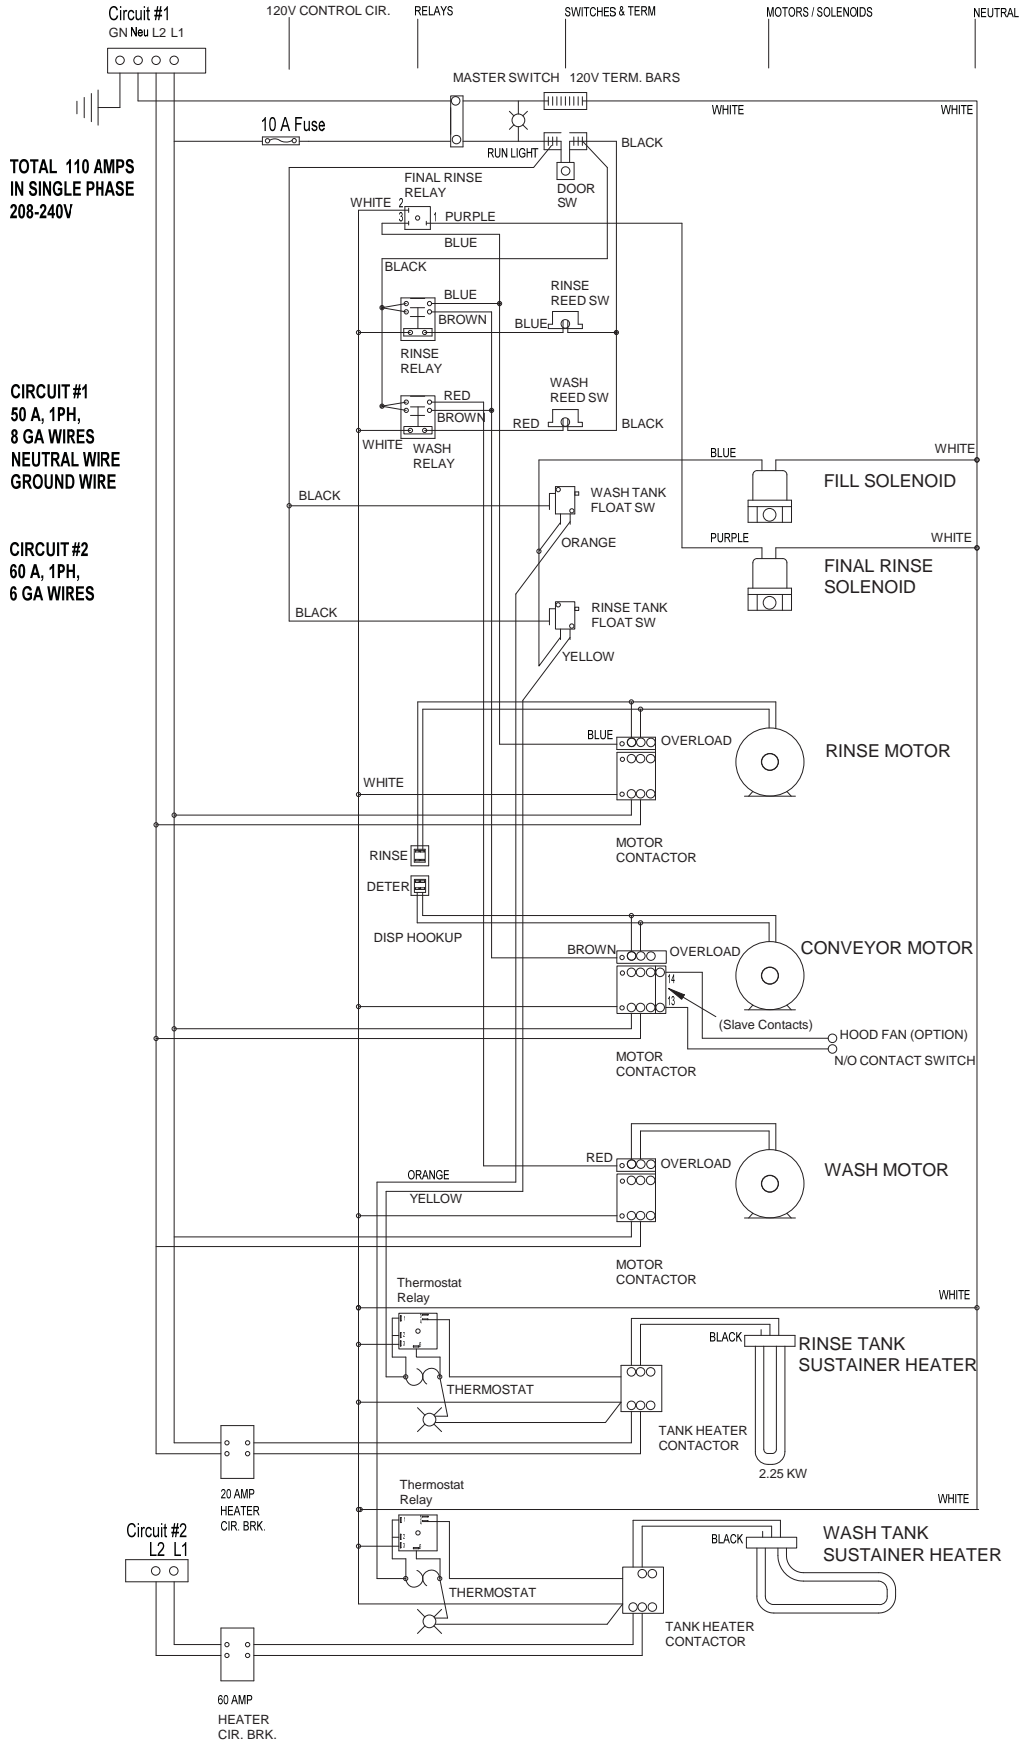 Circuit #1
120V CONTROL CIR.
RELAYS
SWITCHES & TERM
MOTORS / SOLENOIDS
NEUTRAL
GN Neu L2 L1
MASTER SWITCH
120V TERM. BARS
WHITE
WHITE
10 A Fuse
RUN LIGHT
BLACK
TOTAL 110 AMPS
IN SINGLE PHASE
208-240V
FINAL RINSE
RELAY
DOOR
SW
WHITE
2
3
1
PURPLE
BLUE
BLACK
BLUE
BROWN
RINSE
REED SW
BLUE
RINSE
RELAY
CIRCUIT #1
50 A, 1PH,
8 GA WIRES
NEUTRAL WIRE
GROUND WIRE
WASH
REED SW
RED
BROWN
RED
BLACK
WHITE
WASH
RELAY
BLUE
WHITE
FILL SOLENOID
BLACK
WASH TANK
FLOAT SW
ORANGE
PURPLE
WHITE
CIRCUIT #2
60 A, 1PH,
6 GA WIRES
FINAL RINSE
SOLENOID
BLACK
RINSE TANK
FLOAT SW
YELLOW
BLUE
OVERLOAD
RINSE MOTOR
WHITE
MOTOR
CONTACTOR
RINSE
DETER
DISP HOOKUP
BROWN
OVERLOAD
CONVEYOR MOTOR
14
13
(Slave Contacts)
HOOD FAN (OPTION)
N/O CONTACT SWITCH
MOTOR
CONTACTOR
RED
OVERLOAD
WASH MOTOR
ORANGE
YELLOW
MOTOR
CONTACTOR
Thermostat
Relay
WHITE
1
2
3
BLACK
RINSE TANK
SUSTAINER HEATER
THERMOSTAT
TANK HEATER
CONTACTOR
2.25 KW
20 AMP
HEATER
CIR. BRK.
Thermostat
Relay
WHITE
Circuit #2
L2 L1
1
2
3
BLACK
WASH TANK
SUSTAINER HEATER
THERMOSTAT
TANK HEATER
CONTACTOR
60 AMP
HEATER
CIR. BRK.